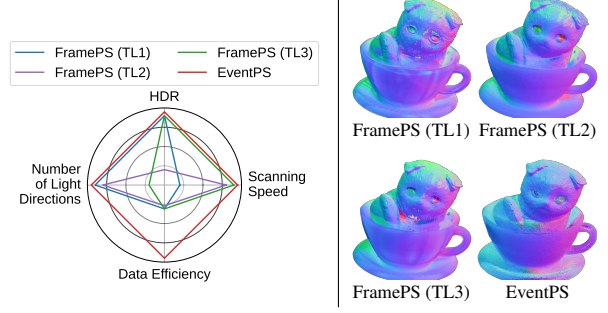 FramePS (TL1)
FramePS (TL3)
FramePS (TL2)
EventPS
HDR
Number
of Light
Directions
Scanning
Speed
Data Efficiency
FramePS (TL1)
FramePS (TL2)
FramePS (TL3)
EventPS